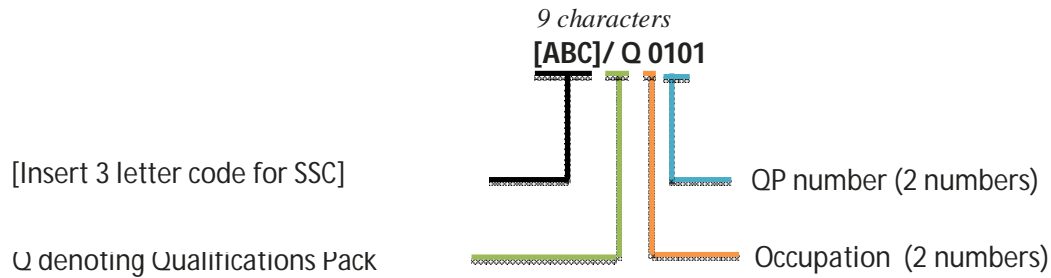 9 characters
[ABC]/ Q 0101
[Insert 3 letter code for SSC]
QP number (2 numbers)
Q denoting Qualifications Pack
Occupation (2 numbers)